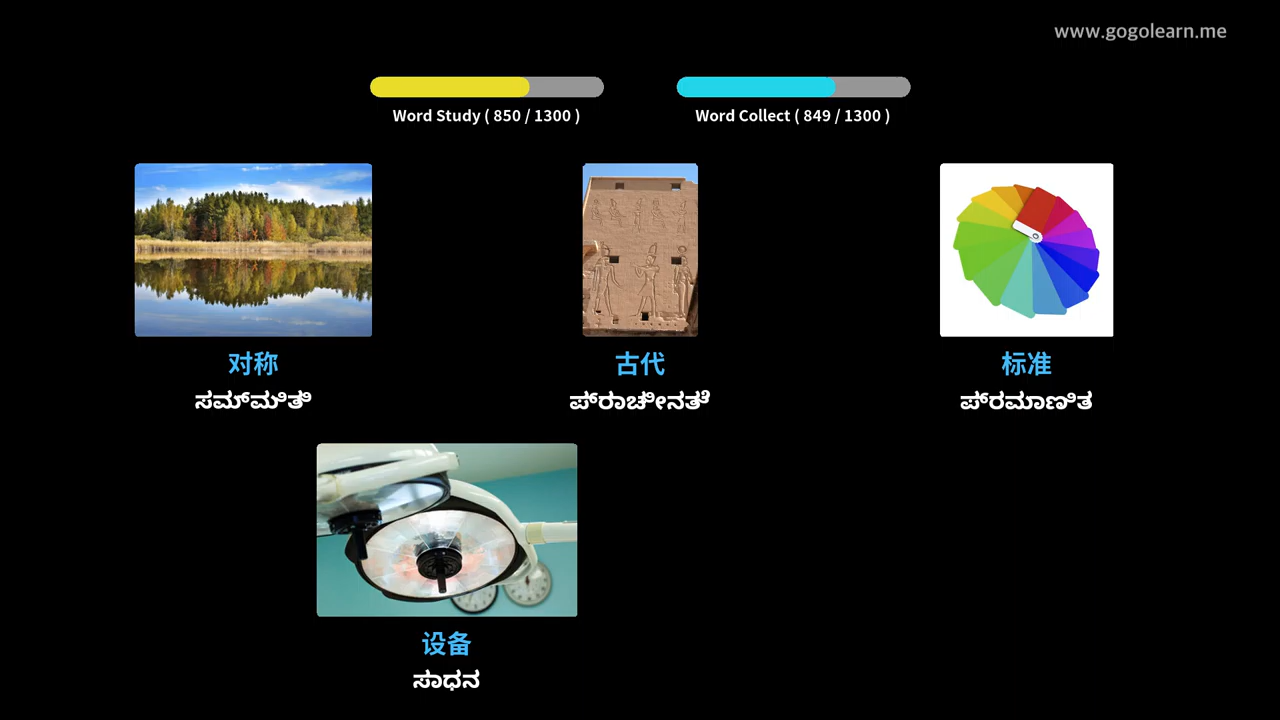 www.gogolearn.me
Word Study ( 850 / 1300 )
Word Collect ( 849 / 1300 )
对称
ಸಮ್ಮಿತಿ
古代
ಪ್ರಾಚೀನತೆ
标准
ಪ್ರಮಾಣಿತ
设备
ಸಾಧನ